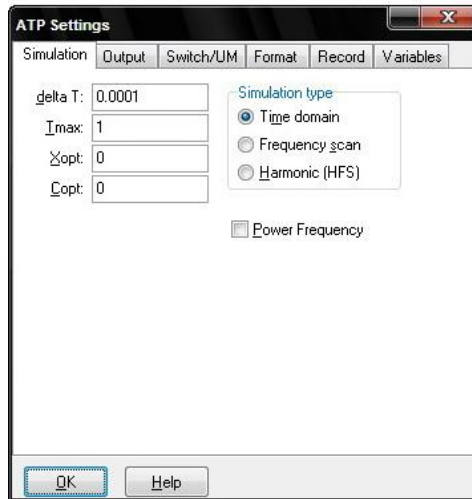 ATP Settings
Simulation Output Switch/UM Format Record Variables
delta T: 0.0001
Tmax: 1
Xopt: 0
Copt: 0
Simulation type
Time domain
Frequency scan
Harmonic (HFS)
Power Frequency
OK Help